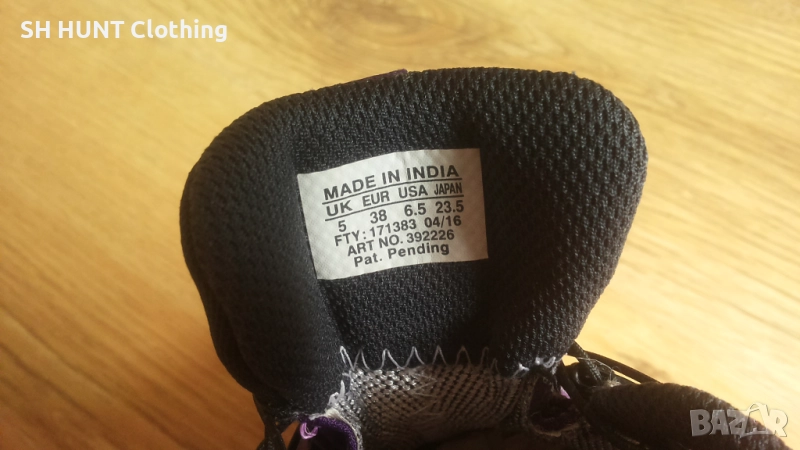 SH HUNT Clothing
MADE IN INDIA
UK EUR USA JAPAN
5 38 6.5 23.5
FTY: 171383 04/16
ART NO. 392226
Pat. Pending
BAZAR